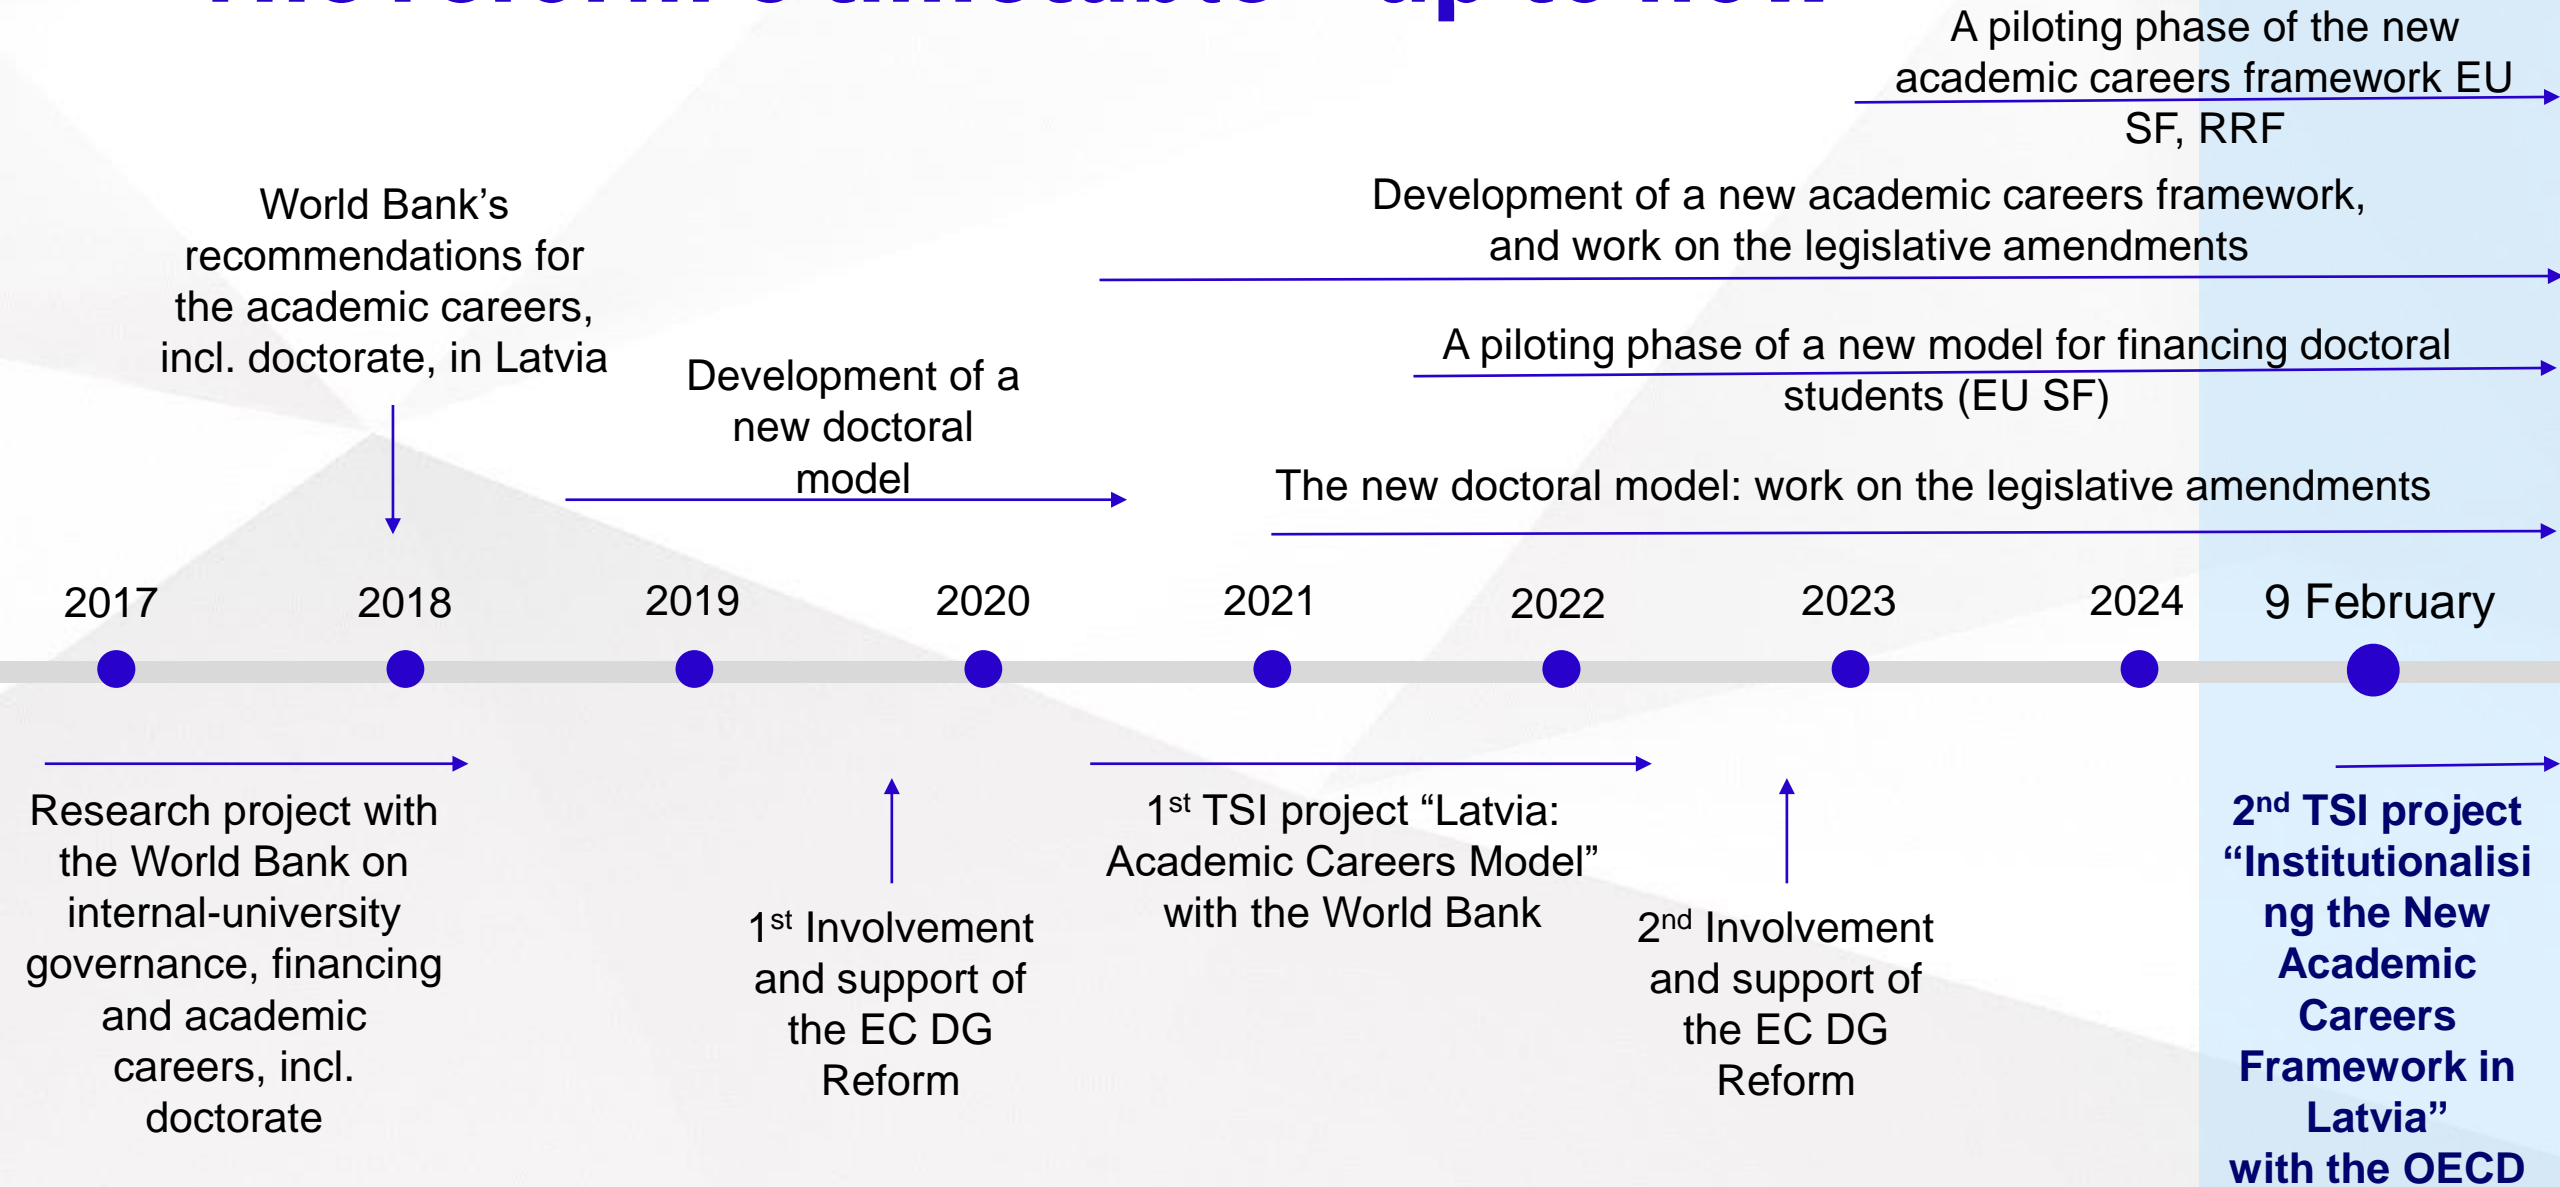 up to now
A piloting phase of the new
academic careers framework EU
SF, RRF
World Bank’s
recommendations for
the academic careers,
incl. doctorate, in Latvia
Development of a new academic careers framework,
and work on the legislative amendments
Development of a
new doctoral
model
A piloting phase of a new model for financing doctoral
students (EU SF)
The new doctoral model: work on the legislative amendments
2017
2018
2019
2020
2021
2022
2023
2024
9 February
Research project with
the World Bank on
internal-university
governance, financing
and academic
careers, incl.
doctorate
1st Involvement
and support of
the EC DG
Reform
1st TSI project “Latvia:
Academic Careers Model”
with the World Bank
2nd Involvement
and support of
the EC DG
Reform
2nd TSI project
“Institutionalisi
ng the New
Academic
Careers
Framework in
Latvia”
with the OECD